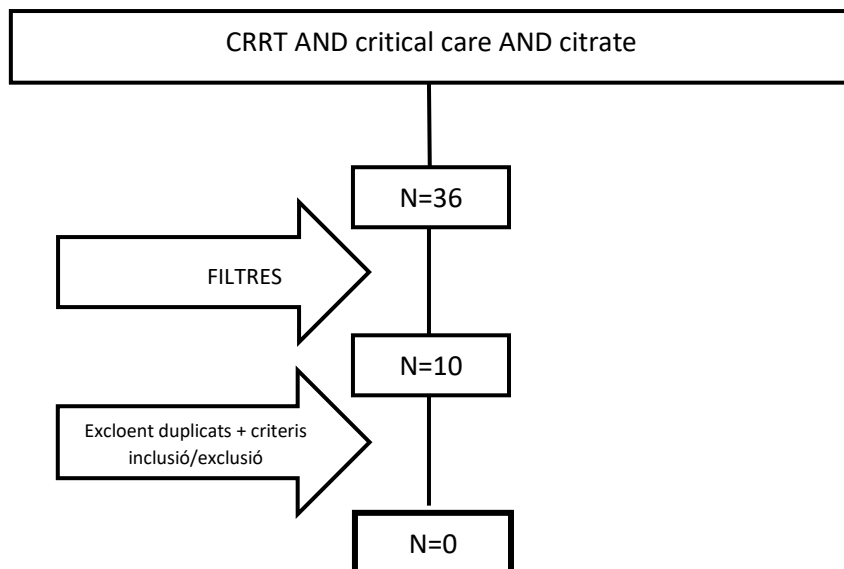 CRRT AND critical care AND citrate
N=36
FILTRES
N=10
Excloent duplicats + criteris
inclusió/exclusió
N=0